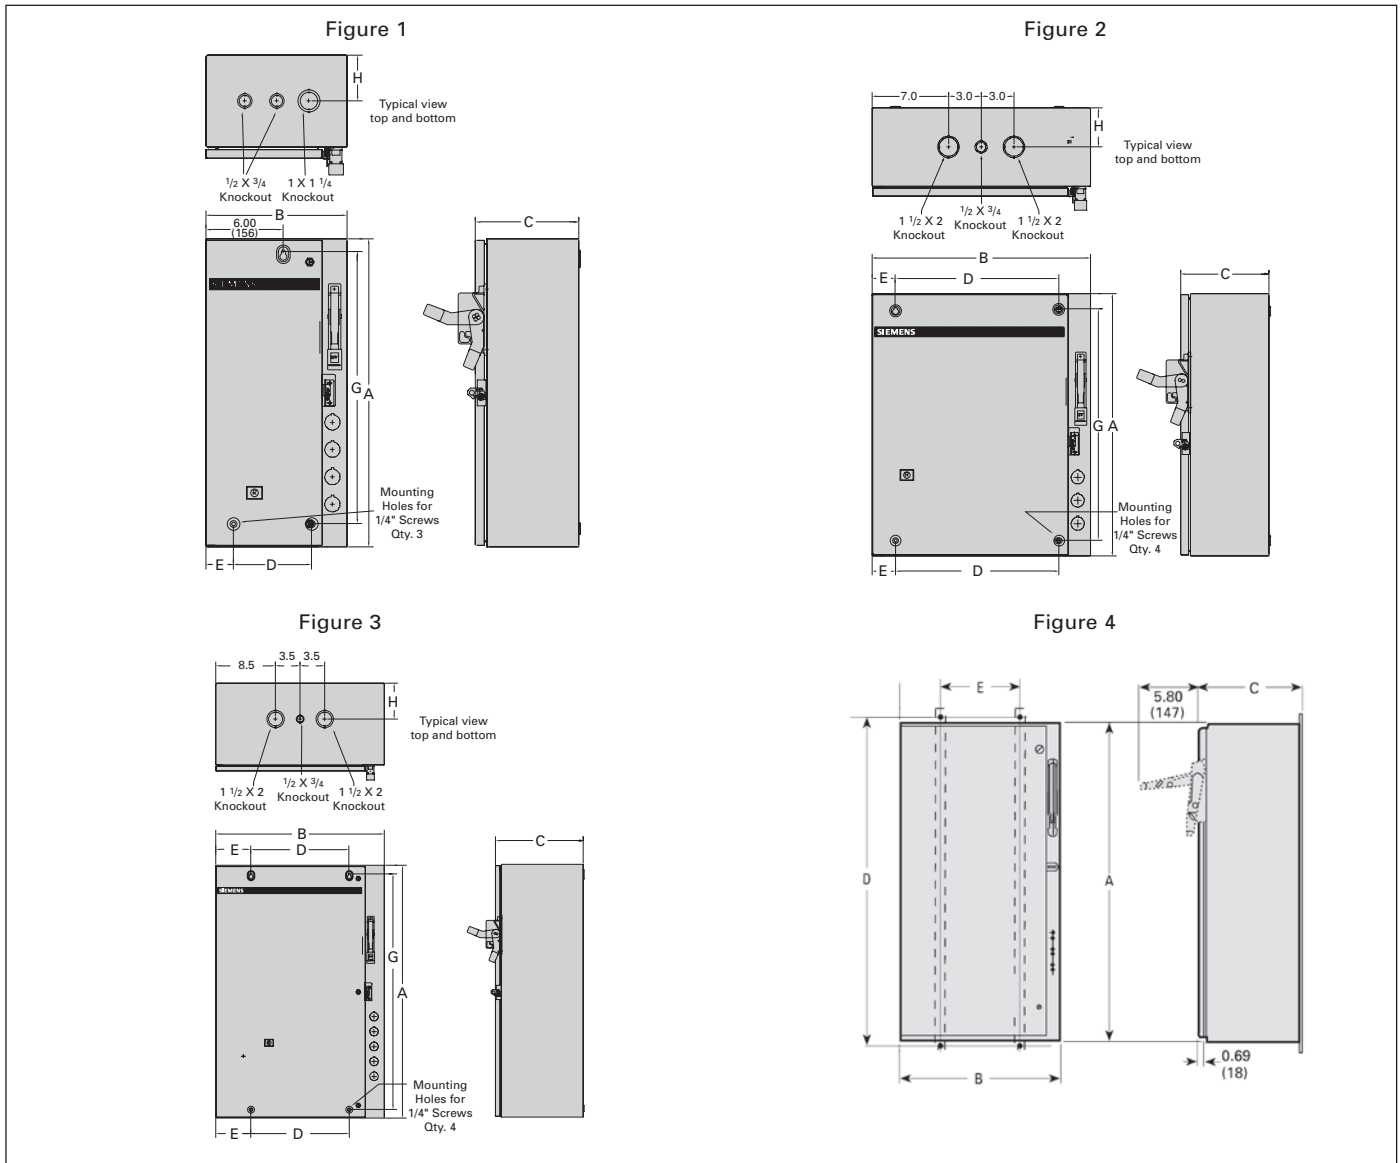 Figure 1
H
Typical view
top and bottom
1/2 X 3/4
Knockout
1 X 1 1/4
Knockout
B
6.00
(156)
C
SIEMENS
G
A
Mounting
Holes for
1/4" Screws
Qty. 3
E
D
Figure 2
7.0
3.0
3.0
H
Typical view
top and bottom
1 1/2 X 2
Knockout
1/2 X 3/4
Knockout
1 1/2 X 2
Knockout
B
E
D
C
SIEMENS
G
A
Mounting
Holes for
1/4" Screws
Qty. 4
E
D
Figure 3
8.5
3.5
3.5
H
Typical view
top and bottom
1 1/2 X 2
Knockout
1/2 X 3/4
Knockout
1 1/2 X 2
Knockout
B
E
D
C
SIEMENS
G
A
Mounting
Holes for
1/4" Screws
Qty. 4
E
D
Figure 4
E
5.80
(147)
C
D
A
B
0.69
(18)